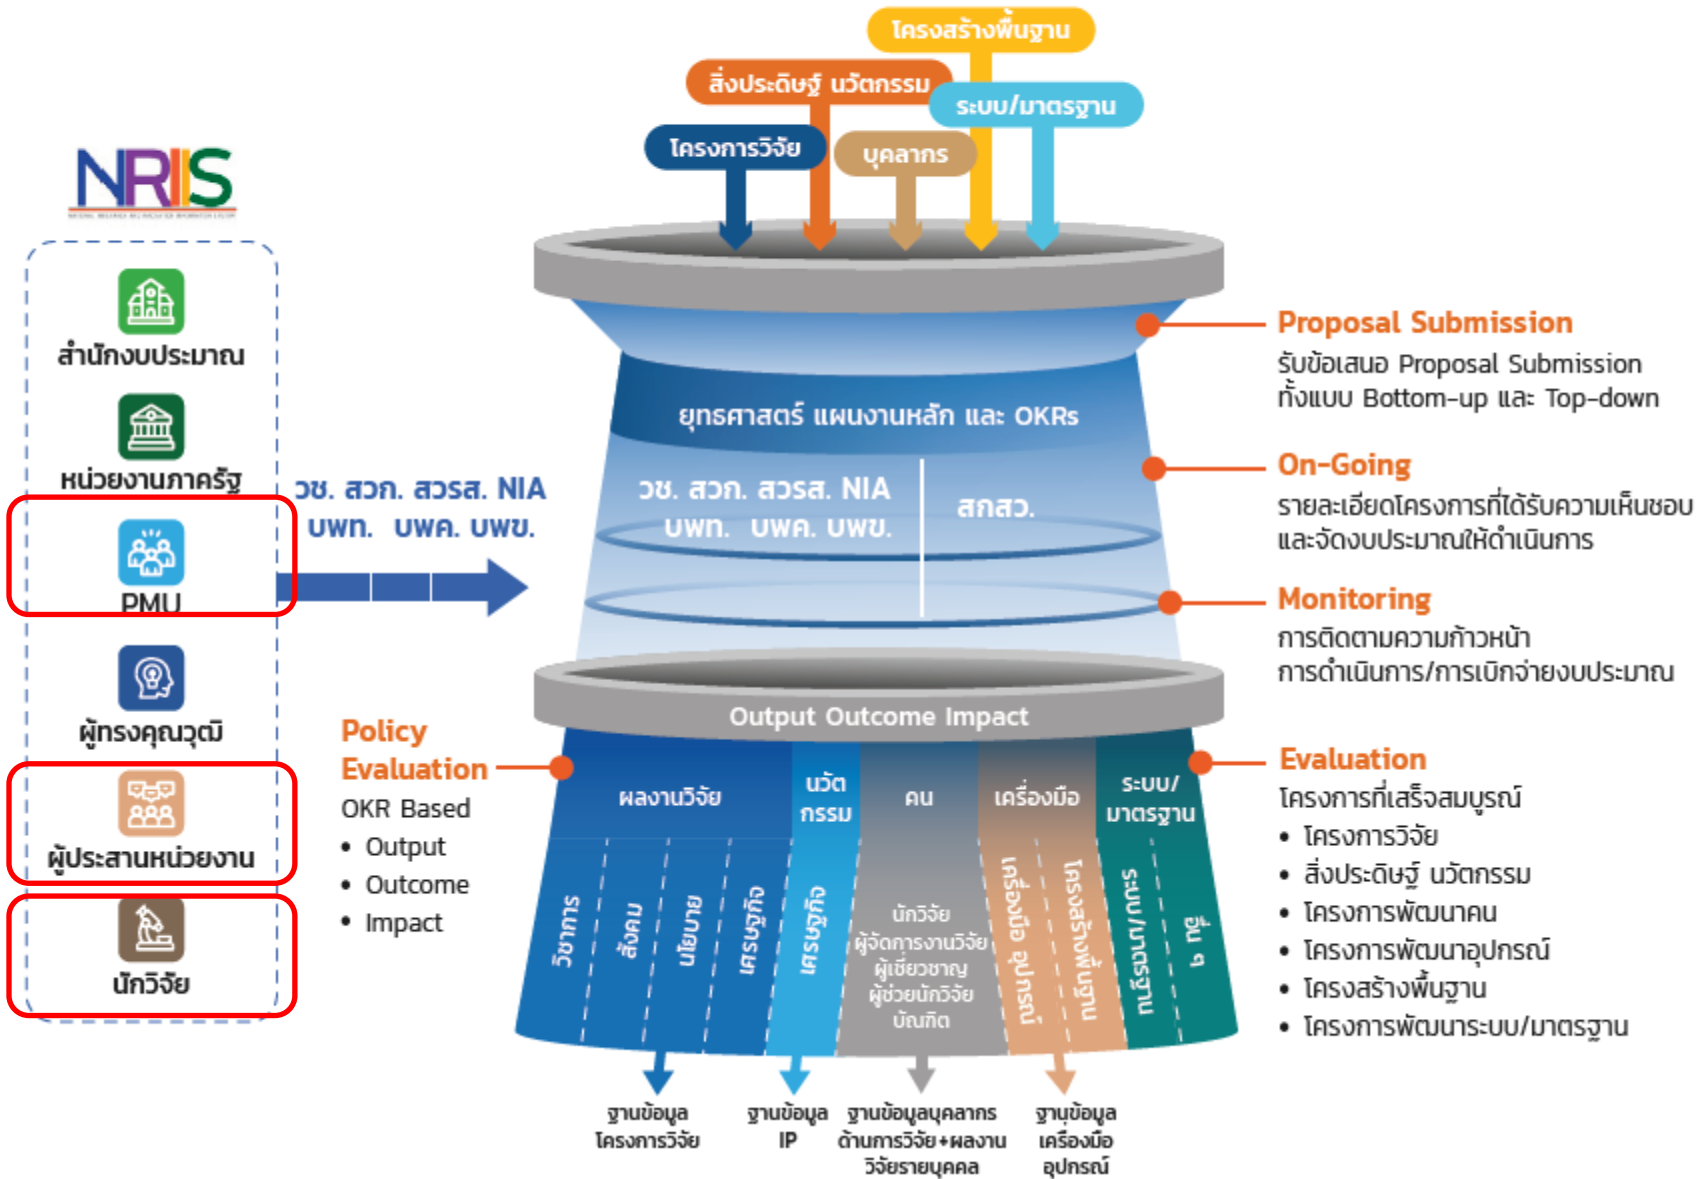 โครงสร้างพื้นฐาน
สิ่งประดิษฐ์ นวัตกรรม
ระบบ/มาตรฐาน
โครงการวิจัย
บุคลากร
NRIIS
สำนักงบประมาณ
หน่วยงานภาครัฐ
PMU
ผู้ทรงคุณวุฒิ
ผู้ประสานหน่วยงาน
นักวิจัย
วช. สวก. สวรส. NIA
บพท. บพค. บพข.
ยุทธศาสตร์ แผนงานหลัก และ OKRs
วช. สวก. สวรส. NIA
บพท. บพค. บพข.
สกสว.
Proposal Submission
รับข้อเสนอ Proposal Submission
ทั้งแบบ Bottom-up และ Top-down
On-Going
รายละเอียดโครงการที่ได้รับความเห็นชอบ
และจัดงบประมาณให้ดำเนินการ
Monitoring
การติดตามความก้าวหน้า
การดำเนินการ/การเบิกจ่ายงบประมาณ
Output Outcome Impact
Policy
Evaluation
OKR Based
• Output
• Outcome
• Impact
ผลงานวิจัย
นวัต
กรรม
คน
เครื่องมือ
ระบบ/
มาตรฐาน
วิชาการ
สังคม
นโยบาย
เศรษฐกิจ
เศรษฐกิจ
นักวิจัย
ผู้จัดการงานวิจัย
ผู้เชี่ยวชาญ
ผู้ช่วยนักวิจัย
บัณฑิต
เครื่องมือ อุปกรณ์
โครงสร้างพื้นฐาน
ระบบ/มาตรฐาน
อื่น ๆ
Evaluation
โครงการที่เสร็จสมบูรณ์
• โครงการวิจัย
• สิ่งประดิษฐ์ นวัตกรรม
• โครงการพัฒนาคน
• โครงการพัฒนาอุปกรณ์
• โครงสร้างพื้นฐาน
• โครงการพัฒนาระบบ/มาตรฐาน
ฐานข้อมูล
โครงการวิจัย
ฐานข้อมูล
IP
ฐานข้อมูลบุคลากร
ด้านการวิจัย+ผลงาน
วิจัยรายบุคคล
ฐานข้อมูล
เครื่องมือ
อุปกรณ์